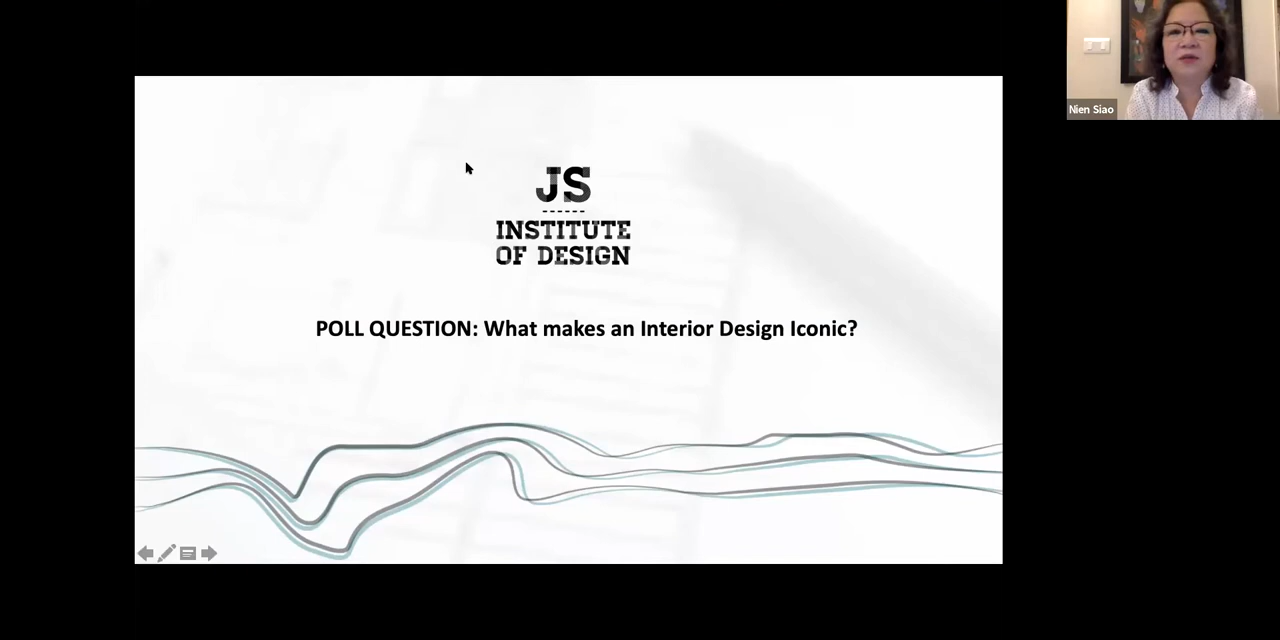 JS
INSTITUTE
OF DESIGN
POLL QUESTION: What makes an Interior Design Iconic?
Nien Siao